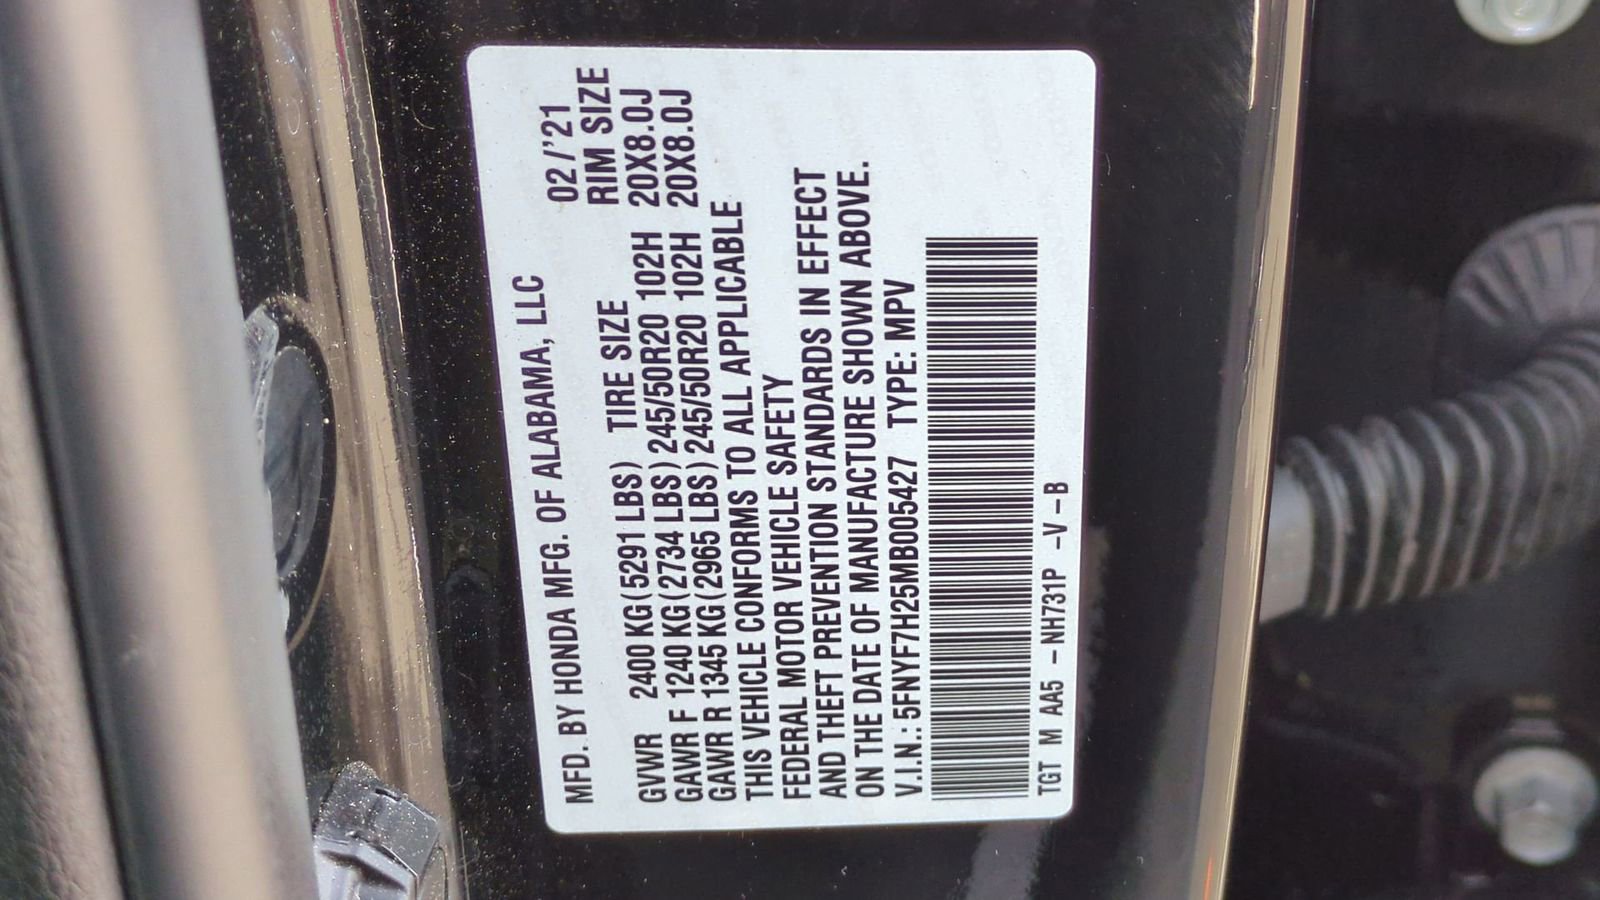 MFD. BY HONDA MFG. OF ALABAMA, LLC 02/'21
TIRE SIZE RIM SIZE
GVWR 2400 KG (5291 LBS)
GAWR F 1240 KG (2734 LBS) 245/50R20 102H 20X8.0J
GAWR R 1345 KG (2965 LBS) 245/50R20 102H 20X8.0J
THIS VEHICLE CONFORMS TO ALL APPLICABLE
FEDERAL MOTOR VEHICLE SAFETY
AND THEFT PREVENTION STANDARDS IN EFFECT
ON THE DATE OF MANUFACTURE SHOWN ABOVE.
V.I.N.: 5FNYF7H25MB005427 TYPE: MPV
TGT M AA5 -NH731P -V -B